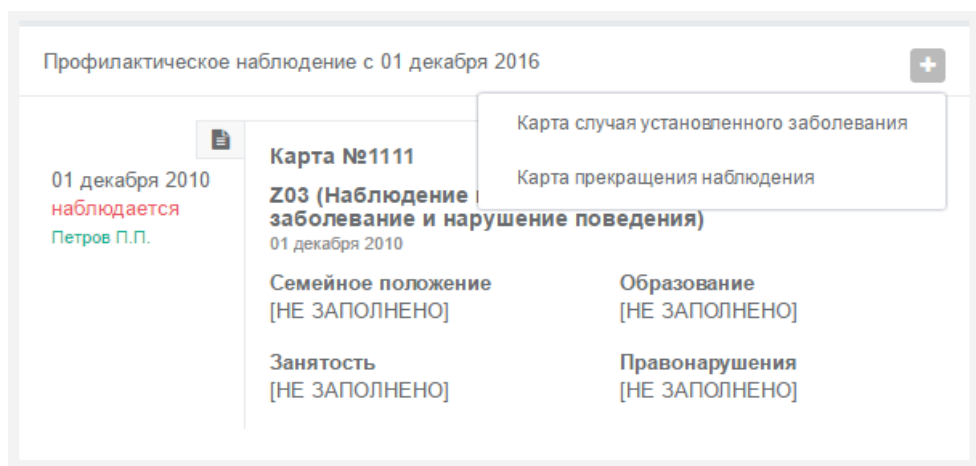 Профилактическое наблюдение с 01 декабря 2016
Карта случая установленного заболевания
Карта прекращения наблюдения
01 декабря 2010
наблюдается
Петров П.П.
Карта №1111
Z03 (Наблюдение
заболевание и нарушение поведения)
01 декабря 2010
Семейное положение
[НЕ ЗАПОЛНЕНО]
Образование
[НЕ ЗАПОЛНЕНО]
Занятость
[НЕ ЗАПОЛНЕНО]
Правонарушения
[НЕ ЗАПОЛНЕНО]